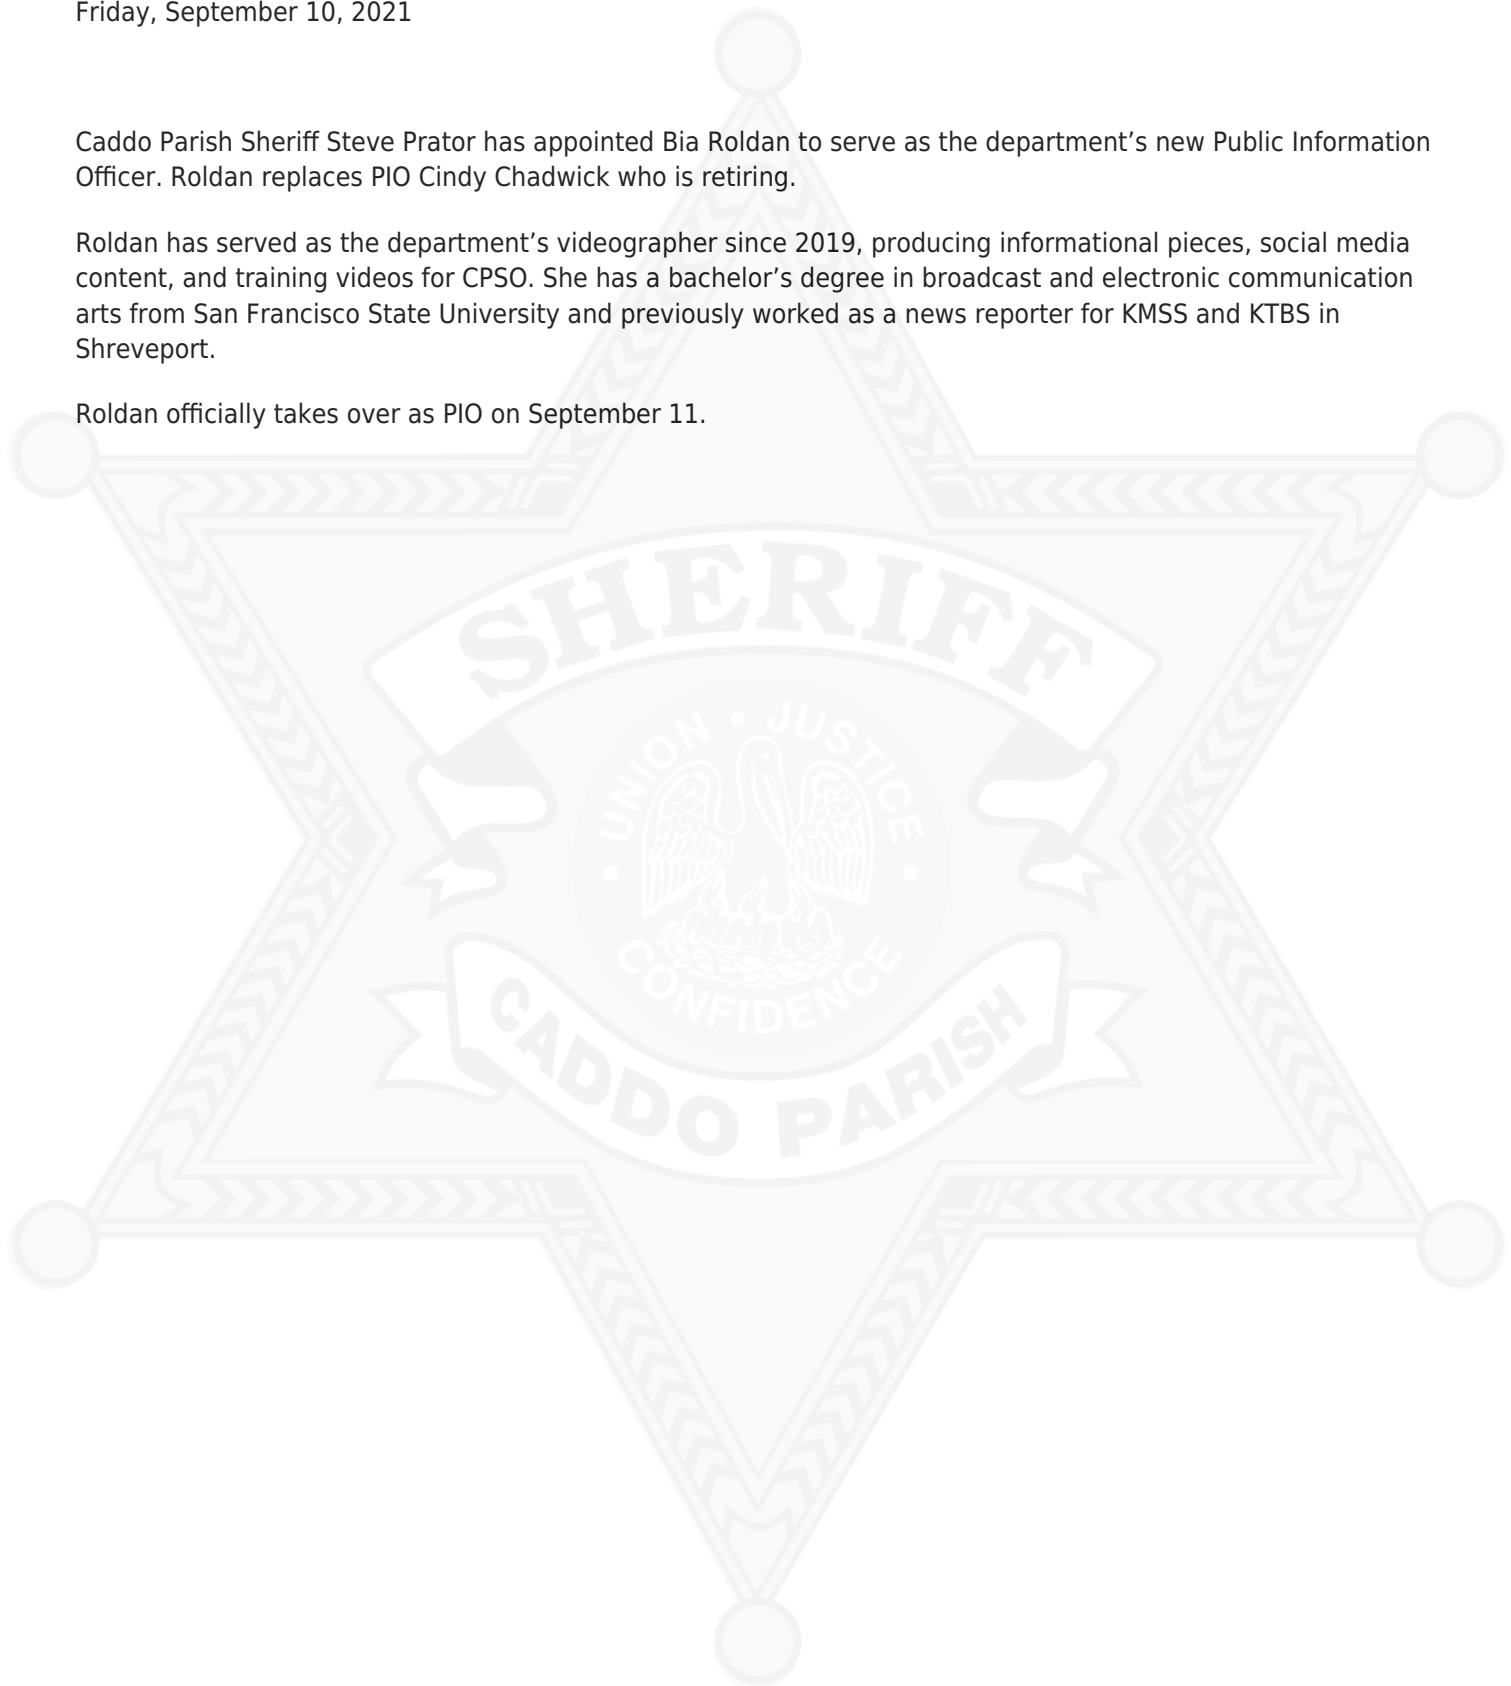 Friday, September 10, 2021
Caddo Parish Sheriff Steve Prator has appointed Bia Roldan to serve as the department’s new Public Information
Officer. Roldan replaces PIO Cindy Chadwick who is retiring.
Roldan has served as the department’s videographer since 2019, producing informational pieces, social media
content, and training videos for CPSO. She has a bachelor’s degree in broadcast and electronic communication
arts from San Francisco State University and previously worked as a news reporter for KMSS and KTBS in
Shreveport.
Roldan officially takes over as PIO on September 11.
SHERIFF
UNION • JUSTICE
• CONFIDENCE •
CADDO PARISH